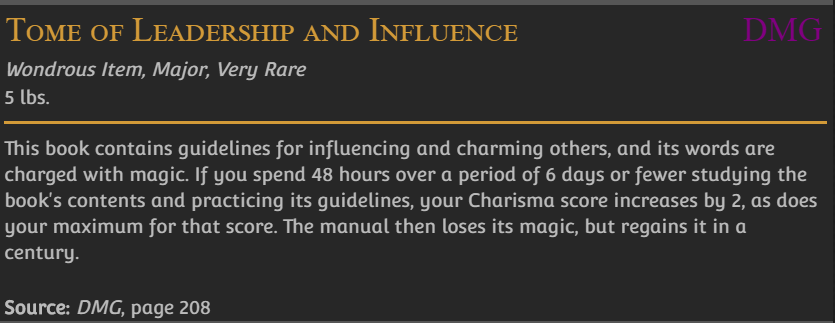 Tome of Leadership and Influence DMG
Wondrous Item, Major, Very Rare
5 lbs.
This book contains guidelines for influencing and charming others, and its words are
charged with magic. If you spend 48 hours over a period of 6 days or fewer studying the
book's contents and practicing its guidelines, your Charisma score increases by 2, as does
your maximum for that score. The manual then loses its magic, but regains it in a
century.
Source: DMG, page 208